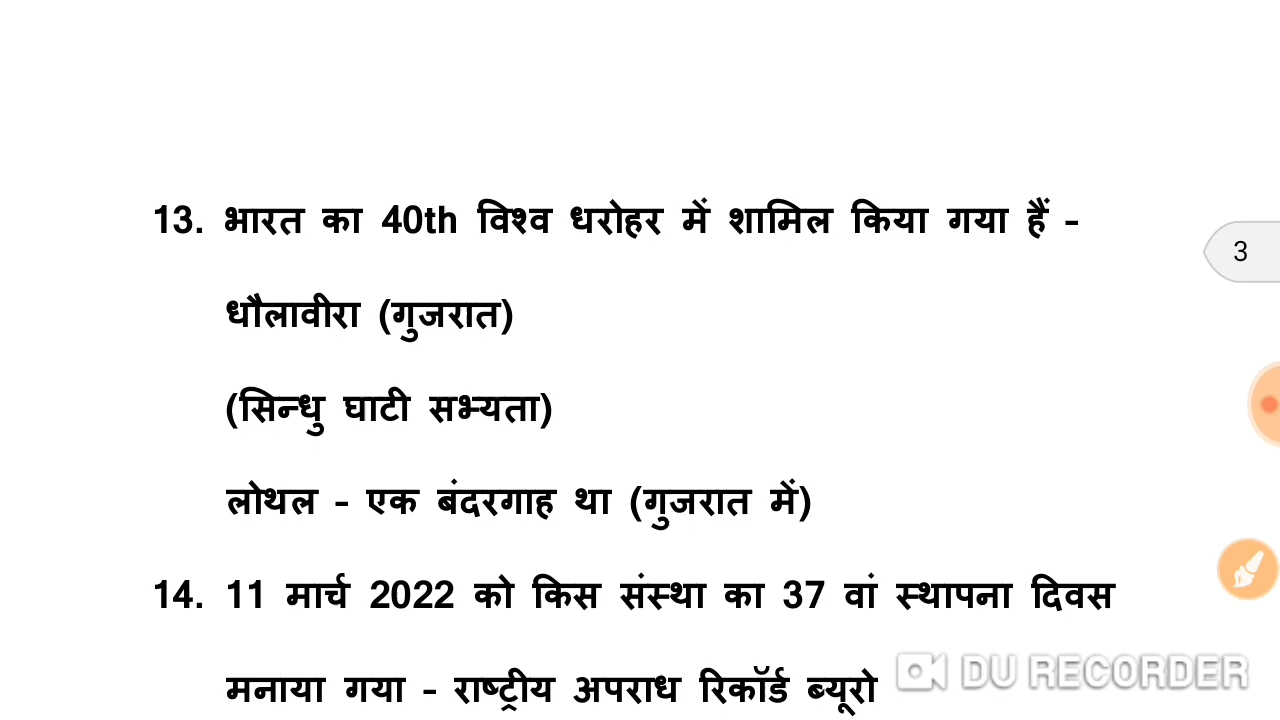 13. भारत का 40th विश्व धरोहर में शामिल किया गया हैं -
3
धौलावीरा (गुजरात)
(सिन्धु घाटी सभ्यता)
लोथल - एक बंदरगाह था (गुजरात में)
14. 11 मार्च 2022 को किस संस्था का 37 वां स्थापना दिवस
मनाया गया - राष्ट्रीय अपराध रिकॉर्ड ब्यूरो
DU RECORDER